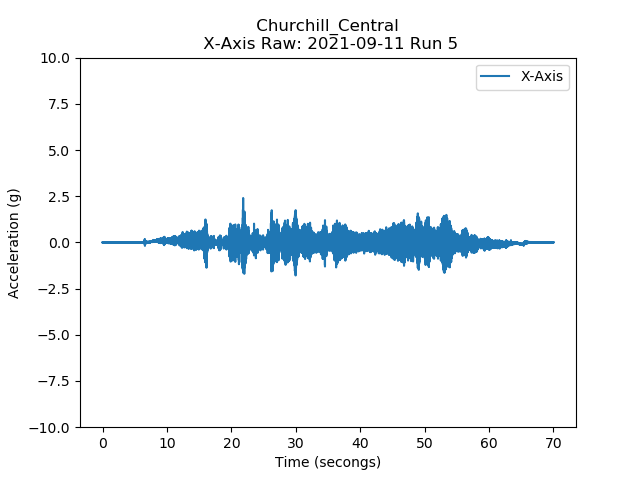 Churchill_Central
X-Axis Raw: 2021-09-11 Run 5
X-Axis
Acceleration (g)
10.0
7.5
5.0
2.5
0.0
−2.5
−5.0
−7.5
−10.0
0 10 20 30 40 50 60 70
Time (secongs)